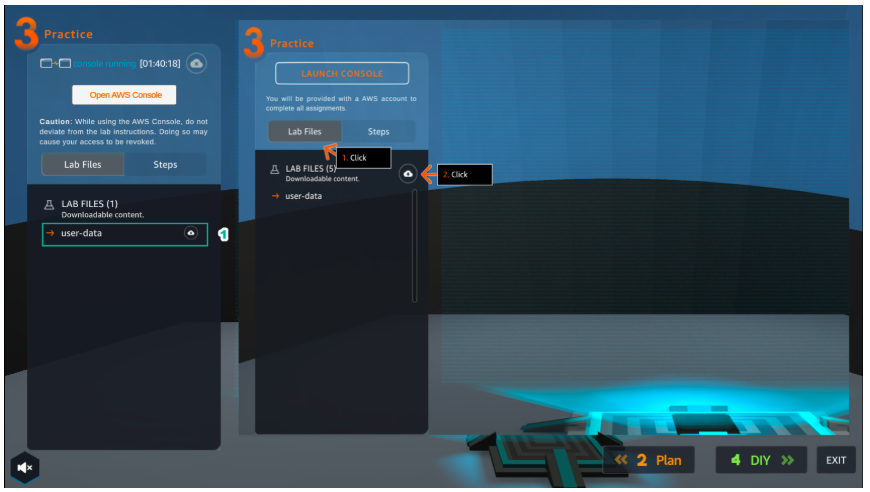 3 Practice
console running [01:40:18]
Open AWS Console
Caution: While using the AWS Console, do not
deviate from the lab instructions. Doing so may
cause your access to be revoked.
Lab Files Steps
LAB FILES (1)
Downloadable content.
→ user-data
1
3 Practice
LAUNCH CONSOLE
You will be provided with a AWS account to
complete all assignments.
Lab Files Steps
1. Click
LAB FILES (5)
Downloadable content.
2. Click
→ user-data
<< 2 Plan
4 DIY >>
EXIT